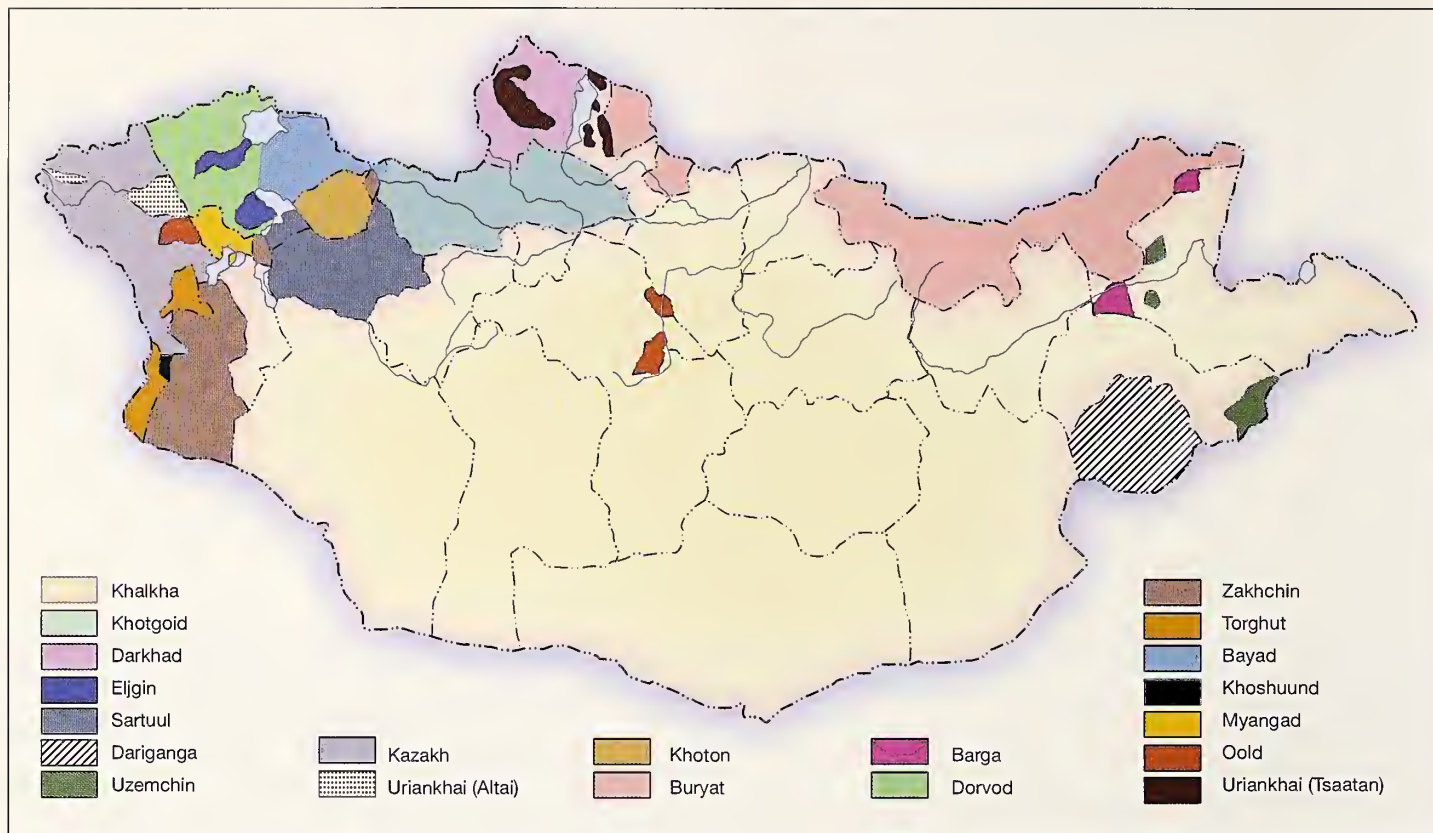 Khalkha
Khotgoid
Darkhad
Eljgin
Sartuul
Dariganga
Uzemchin
Kazakh
Uriankhai (Altai)
Khoton
Buryat
Barga
Dorvod
Zakhchin
Torghut
Bayad
Khoshuund
Myangad
Oold
Uriankhai (Tsaatan)